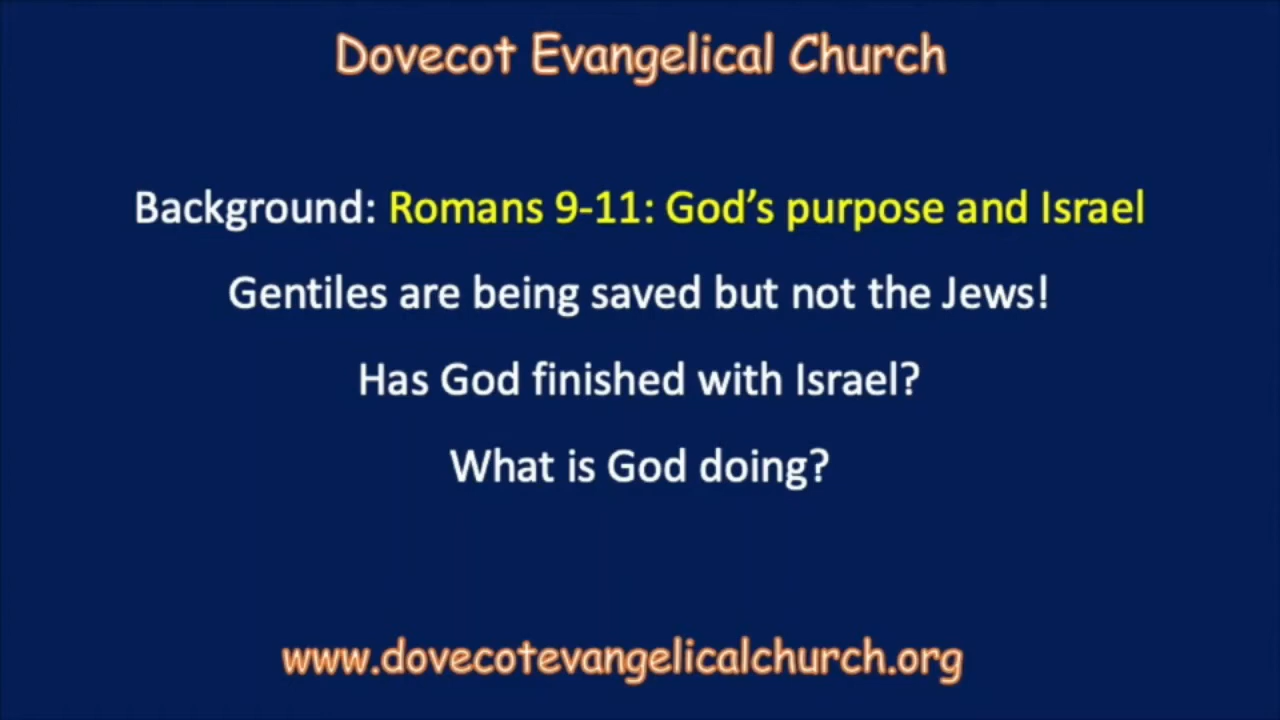 Dovecot Evangelical Church
Background: Romans 9-11: God’s purpose and Israel
Gentiles are being saved but not the Jews!
Has God finished with Israel?
What is God doing?
www.dovecotevangelicalchurch.org